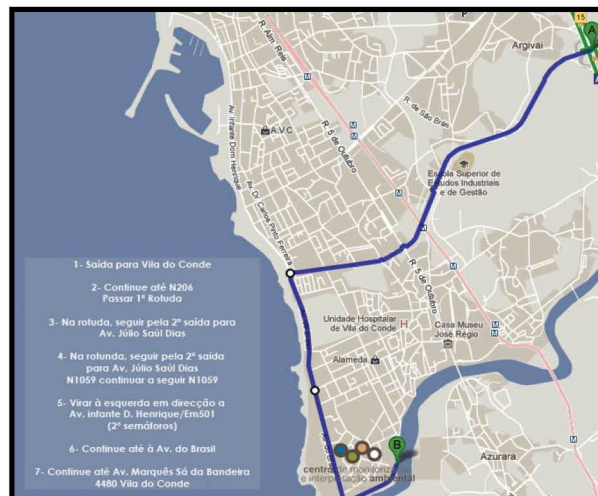 15
A
Argivai
P
R. Alm. Reis
M
R. de São Brás
M
M
A.V.C
R. 5 de Outubro
Av. Infante Dom Henrique
M
Escola Superior de
Estudos Industriais
e de Gestão
Av. Dr. Carlos Pinto Ferreira
M
R. 5 de Outubro
M
1- Saída para Vila do Conde
2- Continue até N206
Passar 1ª Rotuda
3- Na rotuda, seguir pela 2ª saída para
Av. Júlio Saúl Dias
4- Na rotunda, seguir pela 2ª saída
para Av. Júlio Saúl Dias
N1059 continuar a seguir N1059
5- Virar à esquerda em direcção a
Av. infante D. Henrique/Em501
(2º semáforos)
6- Continue até à Av. do Brasil
7- Continue até Av. Marquês Sá da Bandeira
4480 Vila do Conde
Unidade Hospitalar
de Vila do Conde
H
Casa Museu
José Régio
Alameda
M
B
centro de monitorização
e interpretação ambiental
Azurara